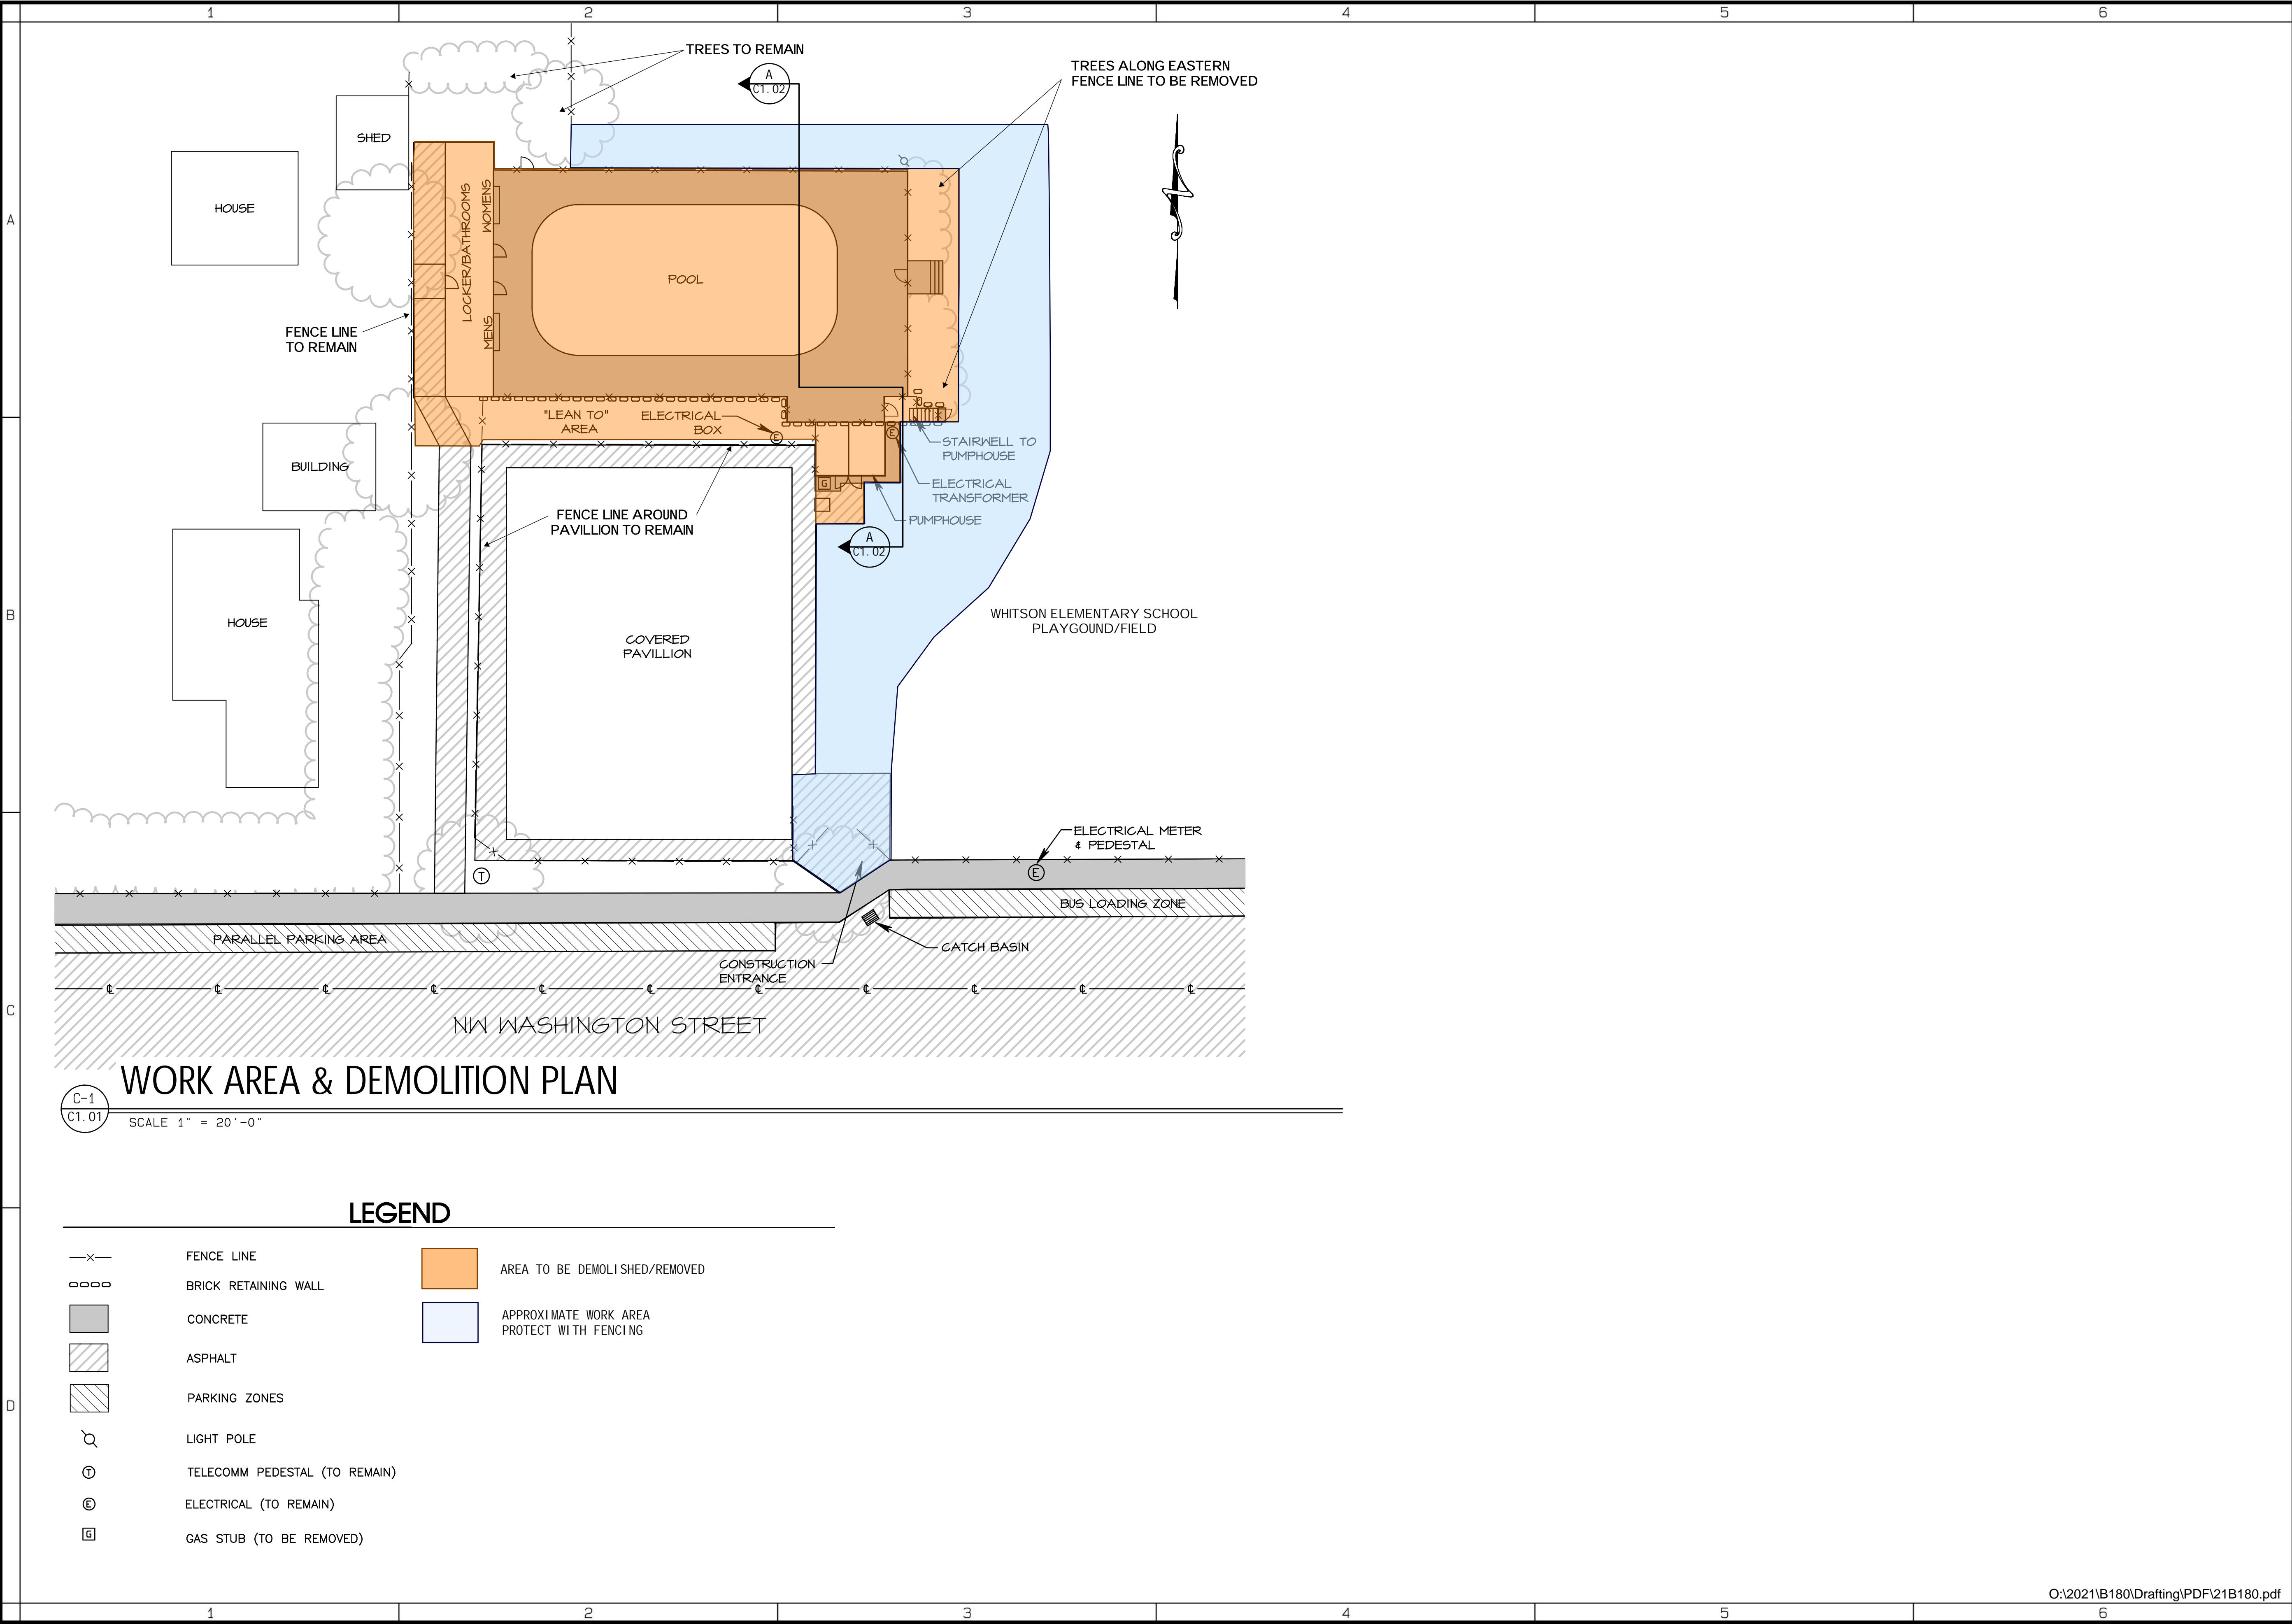 1 2 3 4 5 6
TREES TO REMAIN
A
C1.02
TREES ALONG EASTERN
FENCE LINE TO BE REMOVED
SHED
HOUSE
A
LOCKER/BATHROOMS
WOMENS
MENS
POOL
FENCE LINE
TO REMAIN
"LEAN TO"
AREA
ELECTRICAL
BOX
E
E
STAIRWELL TO
PUMPHOUSE
BUILDING
G
ELECTRICAL
TRANSFORMER
FENCE LINE AROUND
PAVILLION TO REMAIN
PUMPHOUSE
A
C1.02
B
HOUSE
WHITSON ELEMENTARY SCHOOL
PLAYGOUND/FIELD
COVERED
PAVILLION
ELECTRICAL METER
& PEDESTAL
T
E
BUS LOADING ZONE
PARALLEL PARKING AREA
CATCH BASIN
CONSTRUCTION
ENTRANCE
℄ ℄ ℄ ℄ ℄ ℄ ℄ ℄ ℄ ℄ ℄
C
NW WASHINGTON STREET
WORK AREA & DEMOLITION PLAN
C-1
C1.01
SCALE 1" = 20'-0"
LEGEND
FENCE LINE
BRICK RETAINING WALL
CONCRETE
ASPHALT
PARKING ZONES
LIGHT POLE
T TELECOMM PEDESTAL (TO REMAIN)
E ELECTRICAL (TO REMAIN)
G GAS STUB (TO BE REMOVED)
AREA TO BE DEMOLISHED/REMOVED
APPROXIMATE WORK AREA
PROTECT WITH FENCING
D
O:\2021\B180\Drafting\PDF\21B180.pdf
1 2 3 4 5 6